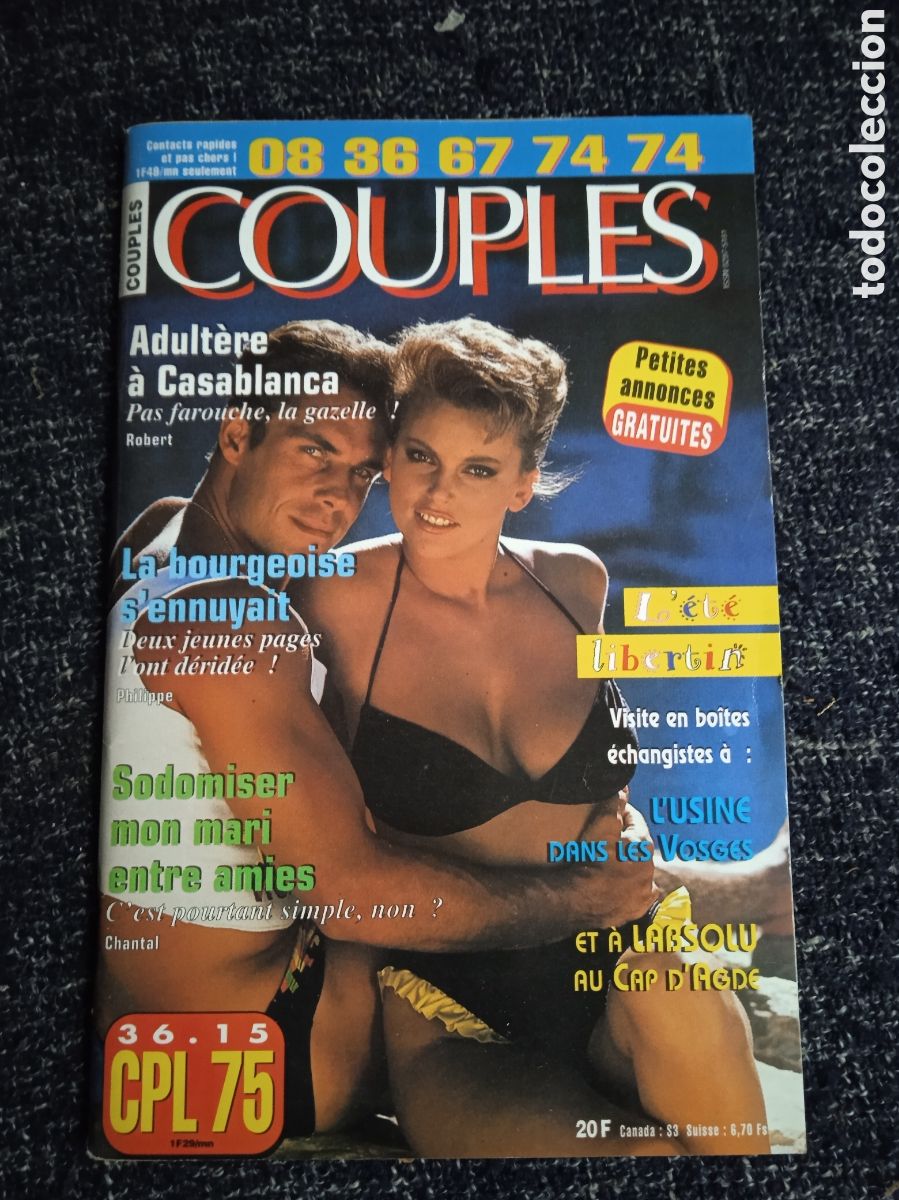 todocoleccion
Contacts rapides
et pas chers !
1F49/mn seulement
08 36 67 74 74
COUPLES
COUPLES
Adultère
à Casablanca
Pas farouche, la gazelle !
Robert
Petites
annonces
GRATUITES
La bourgeoise
s'ennuyait
Deux jeunes pages
l'ont déridée !
Philippe
L'été
libertin
Visite en boîtes
échangistes à :
L'USINE
DANS LES VOSGES
Sodomiser
mon mari
entre amies
C'est pourtant simple, non ?
Chantal
ET À LABSOLU
AU CAP D'AGDE
36.15
CPL 75
1F29/mn
20F Canada : $3 Suisse : 6,70 Fs